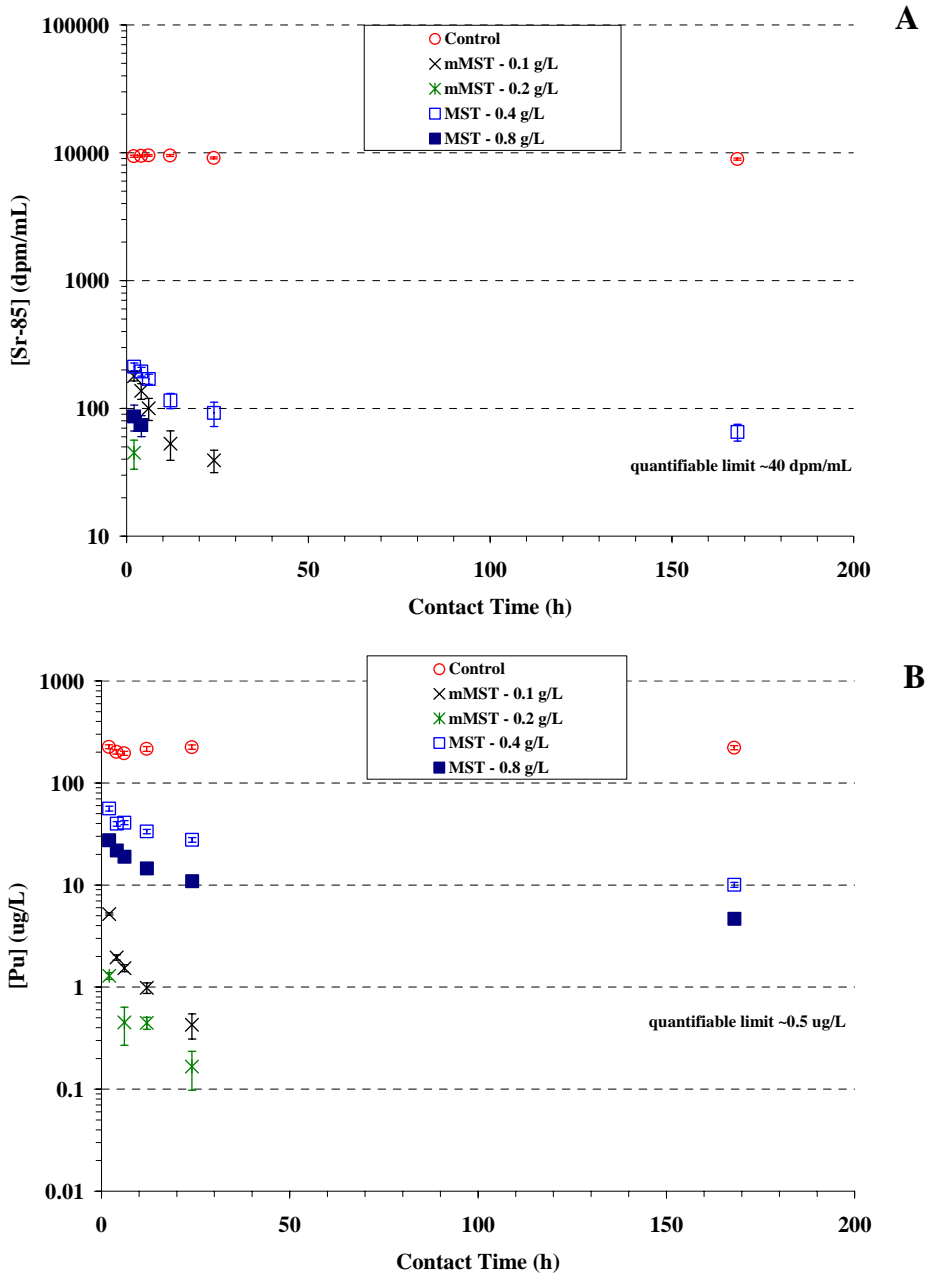 A
Control
mMST - 0.1 g/L
mMST - 0.2 g/L
MST - 0.4 g/L
MST - 0.8 g/L
100000
10000
1000
100
10
[Sr-85] (dpm/mL)
quantifiable limit ~40 dpm/mL
0 50 100 150 200
Contact Time (h)
B
Control
mMST - 0.1 g/L
mMST - 0.2 g/L
MST - 0.4 g/L
MST - 0.8 g/L
1000
100
10
1
0.1
0.01
[Pu] (ug/L)
quantifiable limit ~0.5 ug/L
0 50 100 150 200
Contact Time (h)